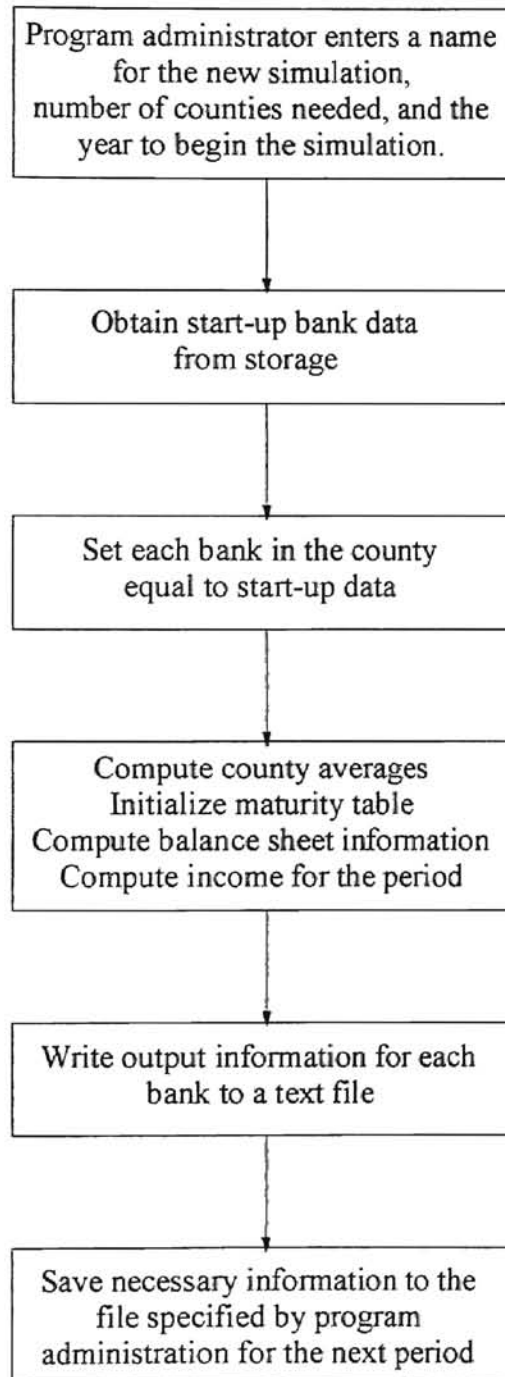 Program administrator enters a name
for the new simulation,
number of counties needed, and the
year to begin the simulation.
Obtain start-up bank data
from storage
Set each bank in the county
equal to start-up data
Compute county averages
Initialize maturity table
Compute balance sheet information
Compute income for the period
Write output information for each
bank to a text file
Save necessary information to the
file specified by program
administration for the next period